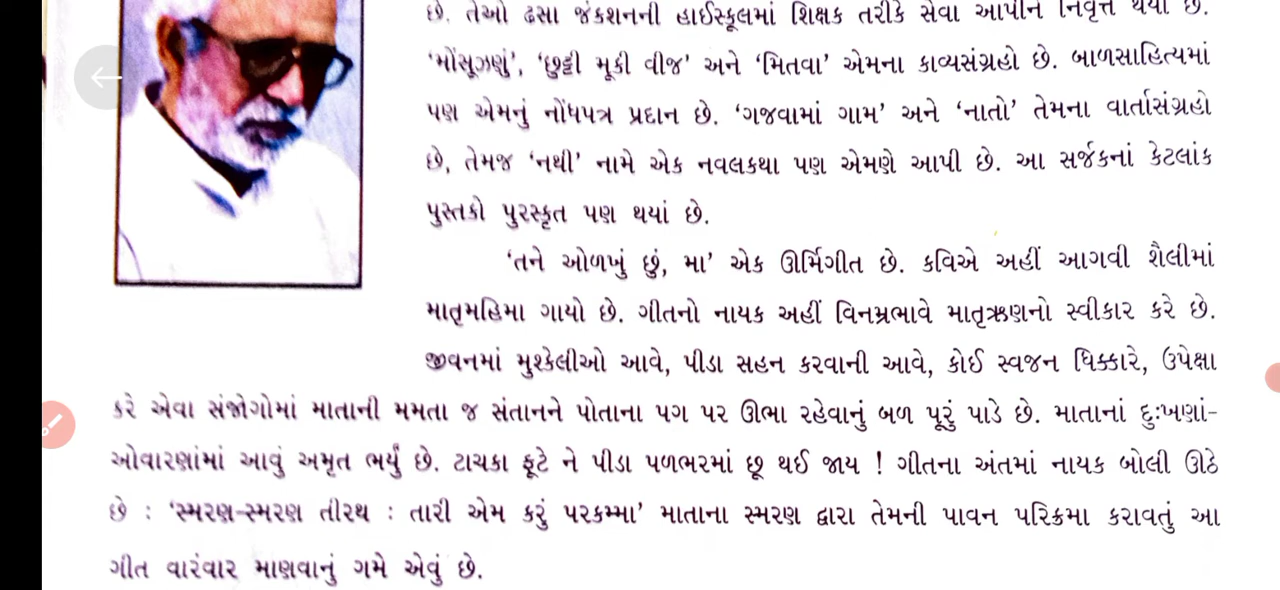 છે. તેઓ ઢસા જંકશનની હાઈસ્કૂલમાં શિક્ષક તરીકે સેવા આપીને નિવૃત્ત થયા છે.
'મોંસૂઝણું', 'છુટ્ટી મૂકી વીજ' અને 'મિતવા' એમના કાવ્યસંગ્રહો છે. બાળસાહિત્યમાં
પણ એમનું નોંધપત્ર પ્રદાન છે. 'ગજવામાં ગામ' અને 'નાતો' તેમના વાર્તાસંગ્રહો
છે, તેમજ 'નથી' નામે એક નવલકથા પણ એમણે આપી છે. આ સર્જકનાં કેટલાંક
પુસ્તકો પુરસ્કૃત પણ થયાં છે.
'તને ઓળખું છું, મા' એક ઊર્મિગીત છે. કવિએ અહીં આગવી શૈલીમાં
માતૃમહિમા ગાયો છે. ગીતનો નાયક અહીં વિનમ્રભાવે માતૃઋણનો સ્વીકાર કરે છે.
જીવનમાં મુશ્કેલીઓ આવે, પીડા સહન કરવાની આવે, કોઈ સ્વજન ધિક્કારે, ઉપેક્ષા
કરે એવા સંજોગોમાં માતાની મમતા જ સંતાનને પોતાના પગ પર ઊભા રહેવાનું બળ પૂરું પાડે છે. માતાનાં દુઃખણાં-
ઓવારણાંમાં આવું અમૃત ભર્યું છે. ટાચકા ફૂટે ને પીડા પળભરમાં છૂ થઈ જાય ! ગીતના અંતમાં નાયક બોલી ઊઠે
છે : 'સ્મરણ-સ્મરણ તીરથ : તારી એમ કરું પરકમ્મા' માતાના સ્મરણ દ્વારા તેમની પાવન પરિક્રમા કરાવતું આ
ગીત વારંવાર માણવાનું ગમે એવું છે.